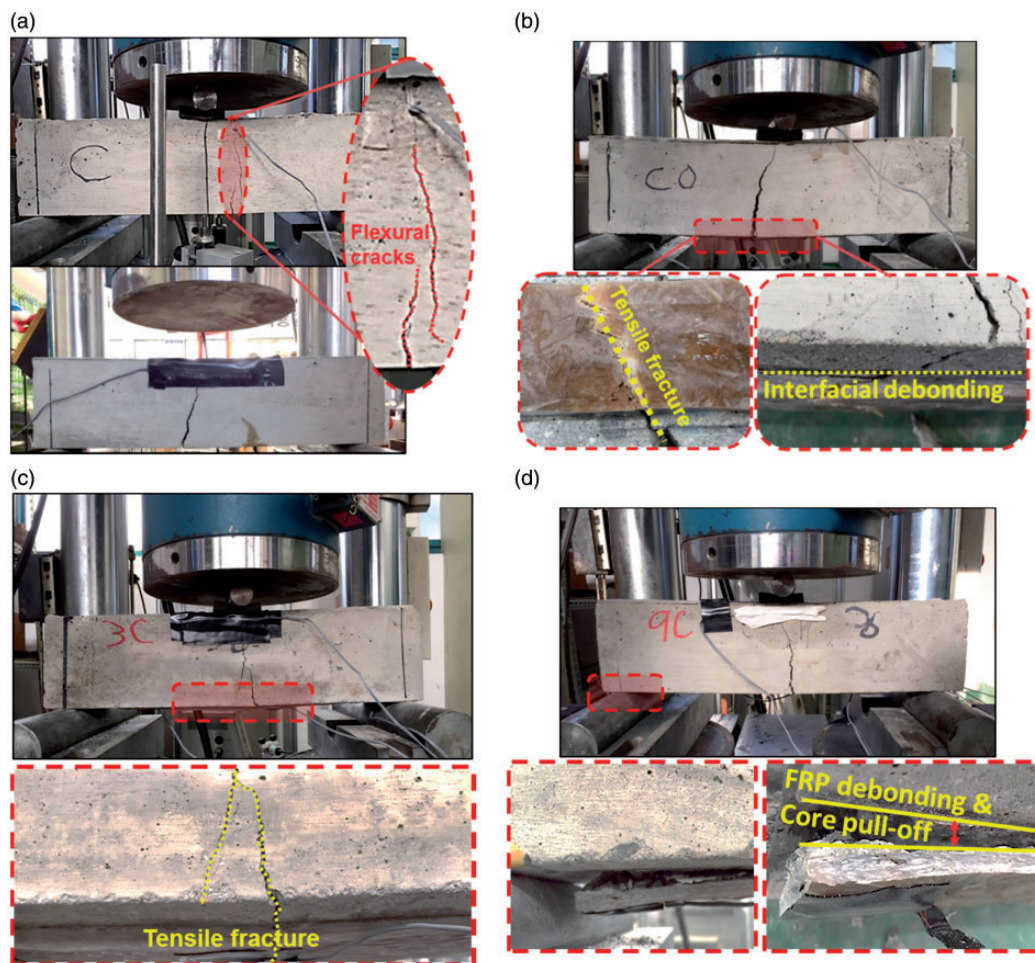 (a)
C
Flexural
cracks
(b)
CO
Tensile fracture
Interfacial debonding
(c)
3C
Tensile fracture
(d)
9C
FRP debonding &
Core pull-off